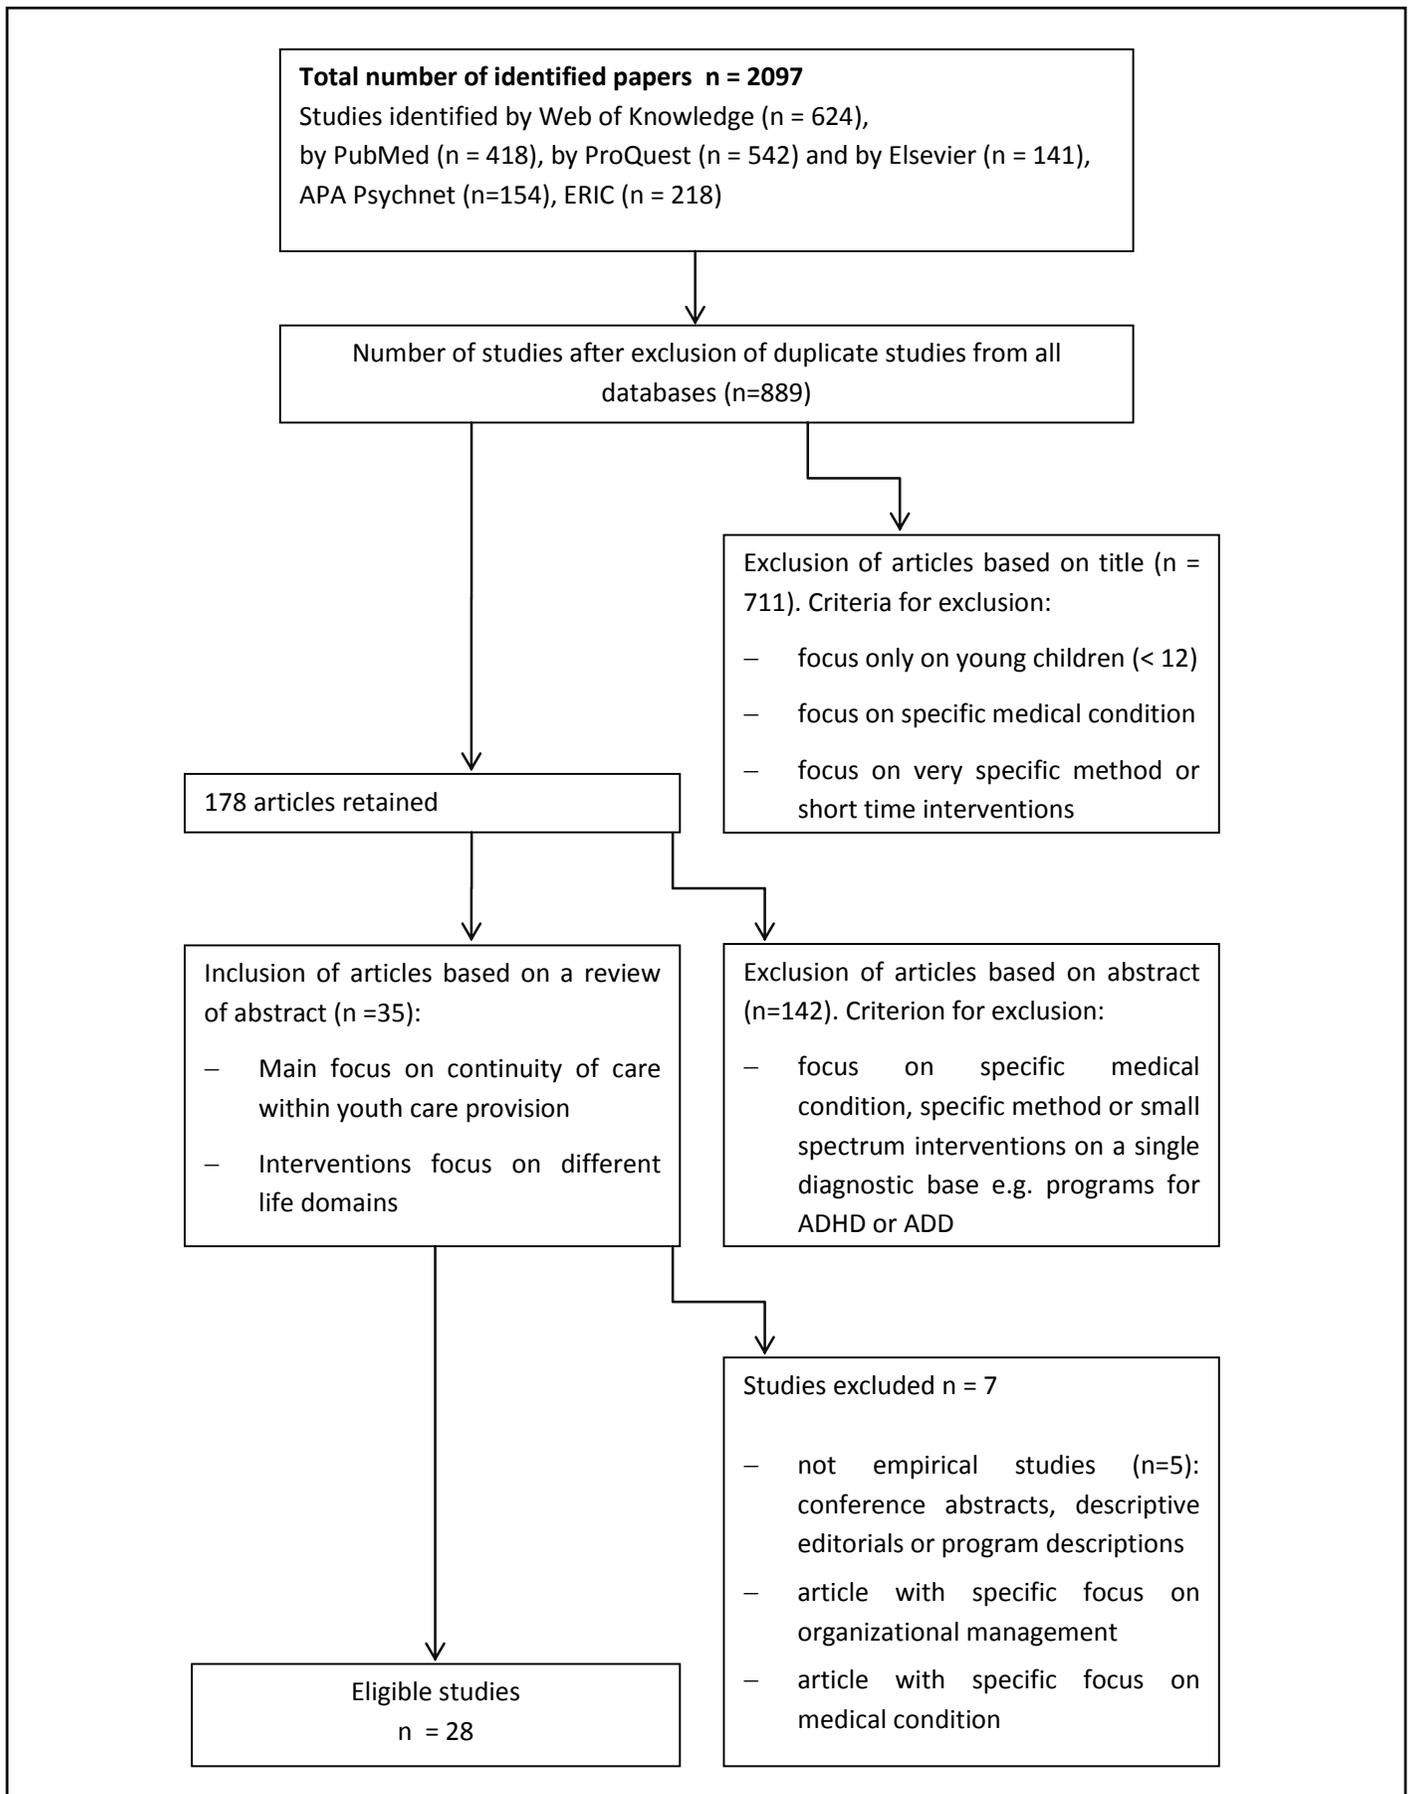 Total number of identified papers  n = 2097
Studies identified by Web of Knowledge (n = 624),
by PubMed (n = 418), by ProQuest (n = 542) and by Elsevier (n = 141),
APA Psychnet (n=154), ERIC (n = 218)
Number of studies after exclusion of duplicate studies from all
databases (n=889)
Exclusion of articles based on title (n =
711). Criteria for exclusion:
– focus only on young children (< 12)
– focus on specific medical condition
– focus on very specific method or
short time interventions
178 articles retained
Inclusion of articles based on a review
of abstract (n =35):
– Main focus on continuity of care
within youth care provision
– Interventions focus on different
life domains
Exclusion of articles based on abstract
(n=142). Criterion for exclusion:
– focus on specific medical
condition, specific method or small
spectrum interventions on a single
diagnostic base e.g. programs for
ADHD or ADD
Studies excluded n = 7
– not empirical studies (n=5):
conference abstracts, descriptive
editorials or program descriptions
– article with specific focus on
organizational management
– article with specific focus on
medical condition
Eligible studies
n  = 28